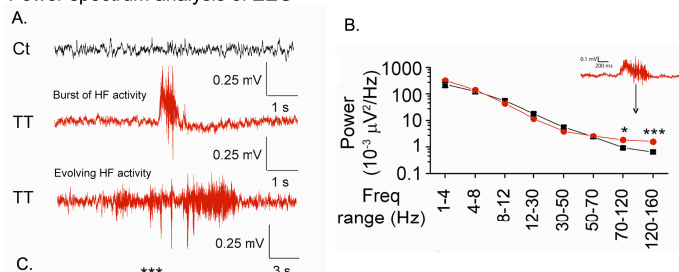 Power spectrum analysis of EEG
A.
Ct
0.25 mV
1 s
Burst of HF activity
TT
0.25 mV
1 s
Evolving HF activity
TT
0.25 mV
3 s
C.
***
B.
0.1 mV
200 ms
Power
(10⁻³ μV²/Hz)
1000
100
10
1
0.1
*
***
Freq
range (Hz)
1-4
4-8
8-12
12-30
30-50
50-70
70-120
120-160